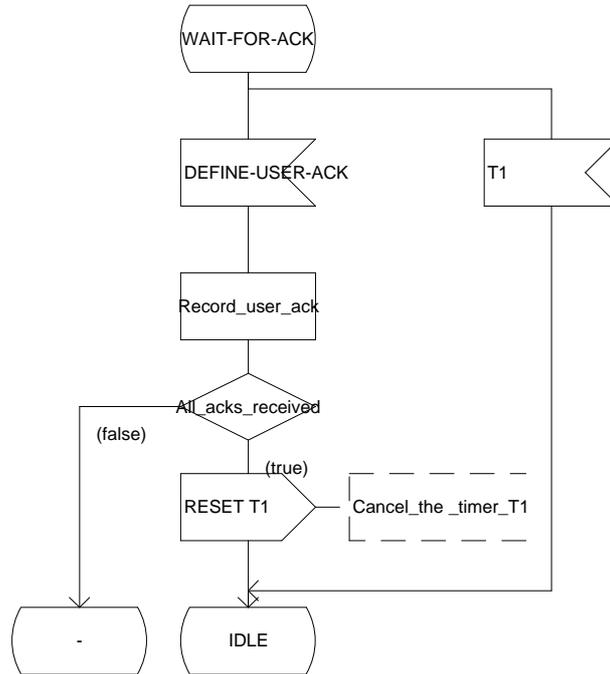 WAIT-FOR-ACK
DEFINE-USER-ACK
T1
Record_user_ack
All_acks_received
(false)
(true)
RESET T1
Cancel_the _timer_T1
-
IDLE